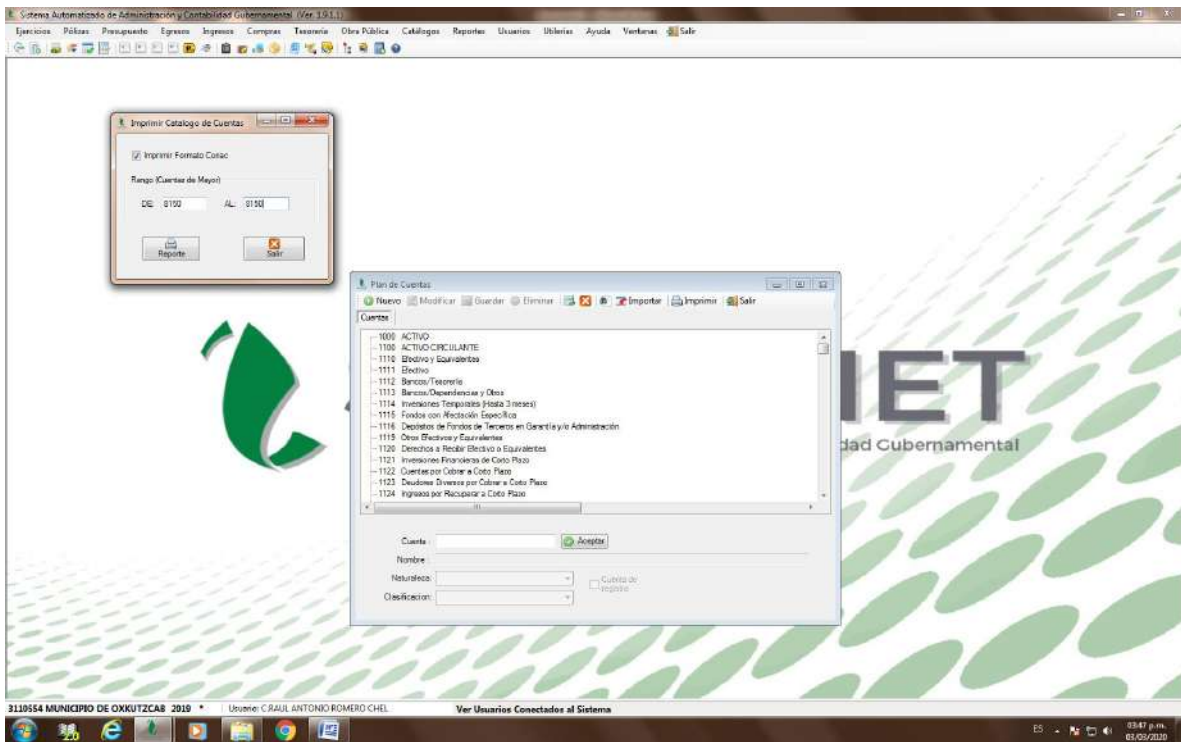 Sistema Automatizado de Administración y Contabilidad Gubernamental (Ver. 1.9.1.1)
Ejercicios Pólizas Presupuesto Egresos Ingresos Compras Tesorería Obra Pública Catálogos Reportes Usuarios Utilerías Ayuda Ventanas Salir
Imprimir Catalogo de Cuentas
Imprimir Formato Conac
Rango (Cuentas de Mayor)
DE: 8150 AL: 8150
Reporte Salir
Plan de Cuentas
Nuevo Modificar Guardar Eliminar Importar Imprimir Salir
Cuentas
1000 ACTIVO
1100 ACTIVO CIRCULANTE
1110 Efectivo y Equivalentes
1111 Efectivo
1112 Bancos/Tesorería
1113 Bancos/Dependencias y Otros
1114 Inversiones Temporales (Hasta 3 meses)
1115 Fondos con Afectación Específica
1116 Depósitos de Fondos de Terceros en Garantía y/o Administración
1119 Otros Efectivos y Equivalentes
1120 Derechos a Recibir Efectivo o Equivalentes
1121 Inversiones Financieras de Corto Plazo
1122 Cuentas por Cobrar a Corto Plazo
1123 Deudores Diversos por Cobrar a Corto Plazo
1124 Ingresos por Recuperar a Corto Plazo
Cuenta : Aceptar
Nombre :
Naturaleza: Cuenta de registro
Clasificacion:
NET
dad Gubernamental
3110554 MUNICIPIO DE OXKUTZCAB 2019 * Usuario: C.RAUL ANTONIO ROMERO CHEL Ver Usuarios Conectados al Sistema
ES 03:47 p.m.
03/03/2020